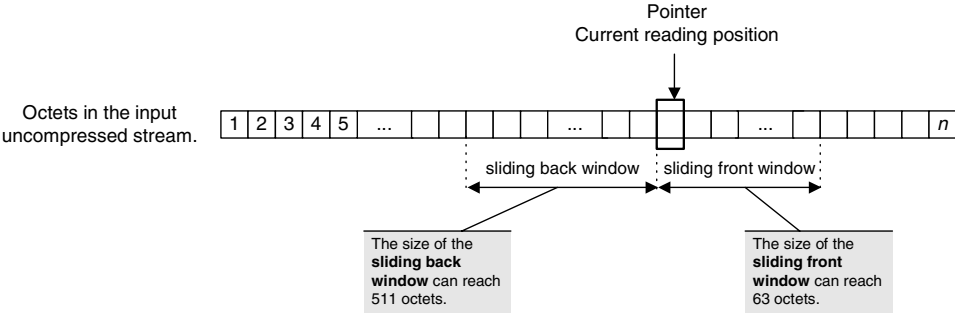 Pointer
Current reading position
Octets in the input
uncompressed stream.
1 2 3 4 5 ... ... ... n
sliding back window sliding front window
The size of the
sliding back
window can reach
511 octets.
The size of the
sliding front
window can reach
63 octets.